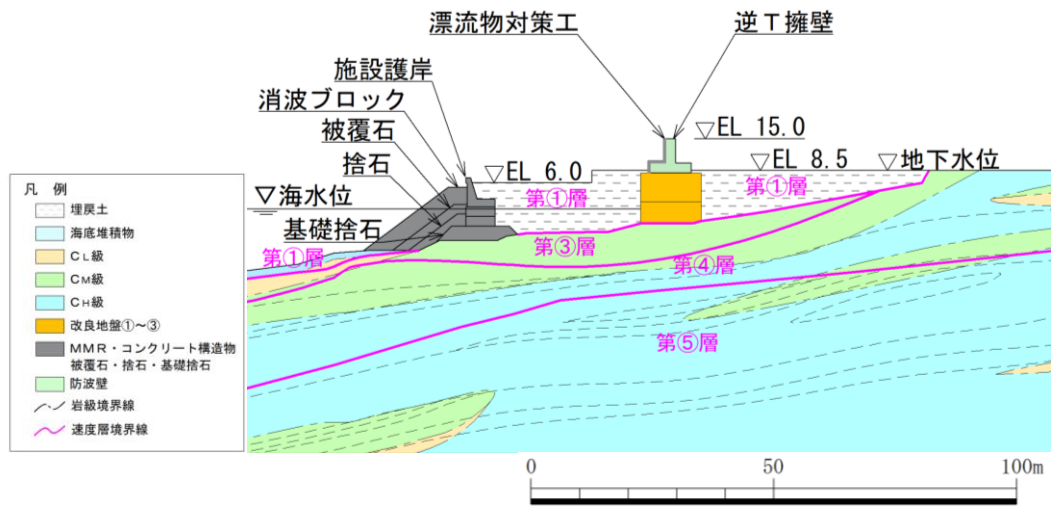 漂流物対策工
逆T擁壁
施設護岸
消波ブロック
被覆石
捨石
▽海水位
基礎捨石
▽EL 15.0
▽EL 6.0
▽EL 8.5
▽地下水位
第①層
第①層
第①層
第③層
第④層
第⑤層
凡 例
埋戻土
海底堆積物
CL級
CM級
CH級
改良地盤①~③
MMR・コンクリート構造物
被覆石・捨石・基礎捨石
防波壁
岩級境界線
速度層境界線
0
50
100m